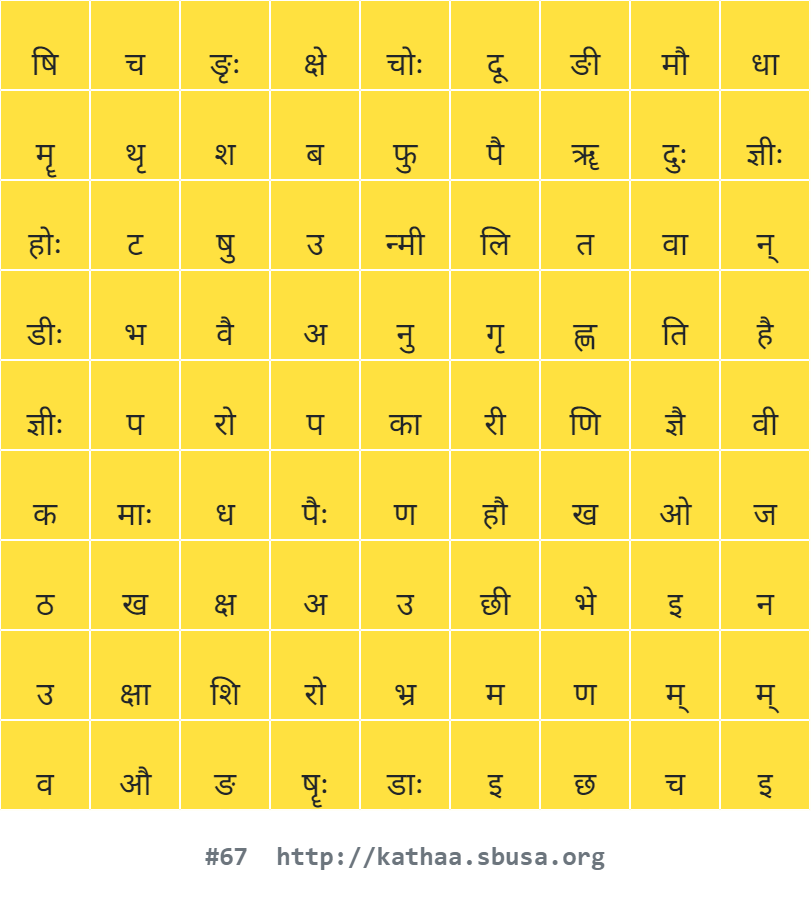 षि च ङृः क्षे चोः दू ङी मौ धा
मॄ थृ श ब फु पै ॠ दुः ज्ञीः
होः ट षु उ न्मी लि त वा न्
डीः भ वै अ नु गृ ह्ण ति है
ज्ञीः प रो प का री णि ज्ञै वी
क माः ध पैः ण हौ ख ओ ज
ठ ख क्ष अ उ छी भे इ न
उ क्षा शि रो भ्र म ण म् म्
व औ ङ षॄः डाः इ छ च इ
#67 http://kathaa.sbusa.org